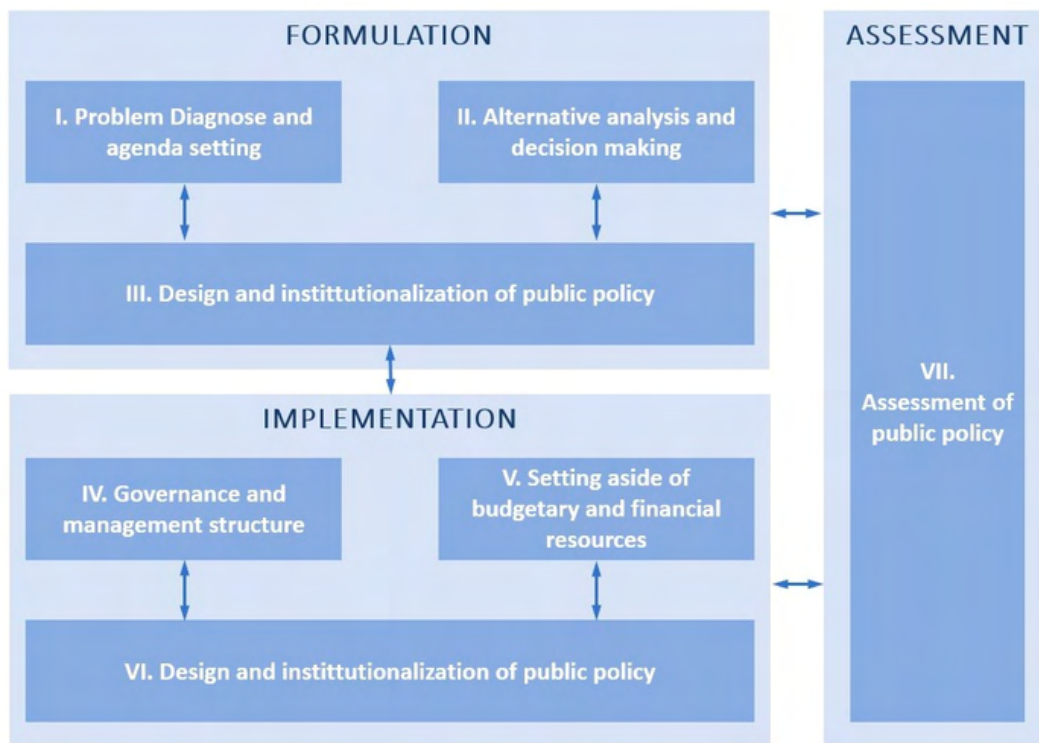 FORMULATION
I. Problem Diagnose and
agenda setting
II. Alternative analysis and
decision making
III. Design and instittutionalization of public policy
IMPLEMENTATION
IV. Governance and
management structure
V. Setting aside of
budgetary and financial
resources
VI. Design and instittutionalization of public policy
ASSESSMENT
VII.
Assessment of
public policy